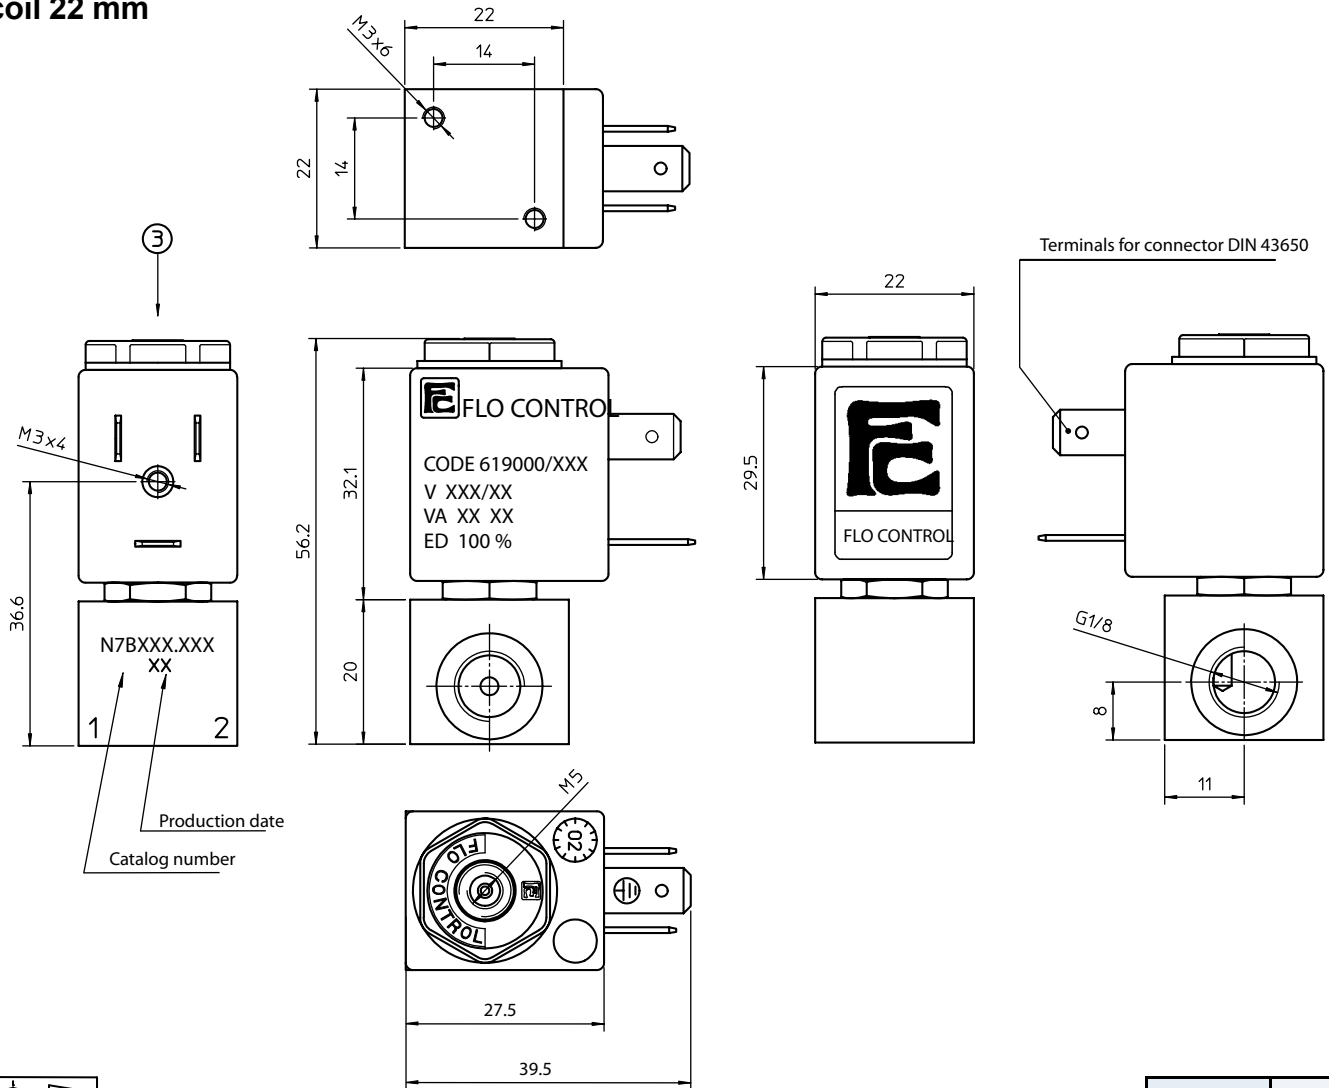 coil 22 mm
22
14
M3x6
22
14
3
Terminals for connector DIN 43650
22
M3x4
36.6
N7BXXX.XXX
XX
1 2
Production date
Catalog number
56.2
32.1
20
FC FLO CONTROL
CODE 619000/XXX
V XXX/XX
VA XX XX
ED 100 %
29.5
FC
FLO CONTROL
G1/8
8
11
M5
02
FLO CONTROL
FC
27.5
39.5